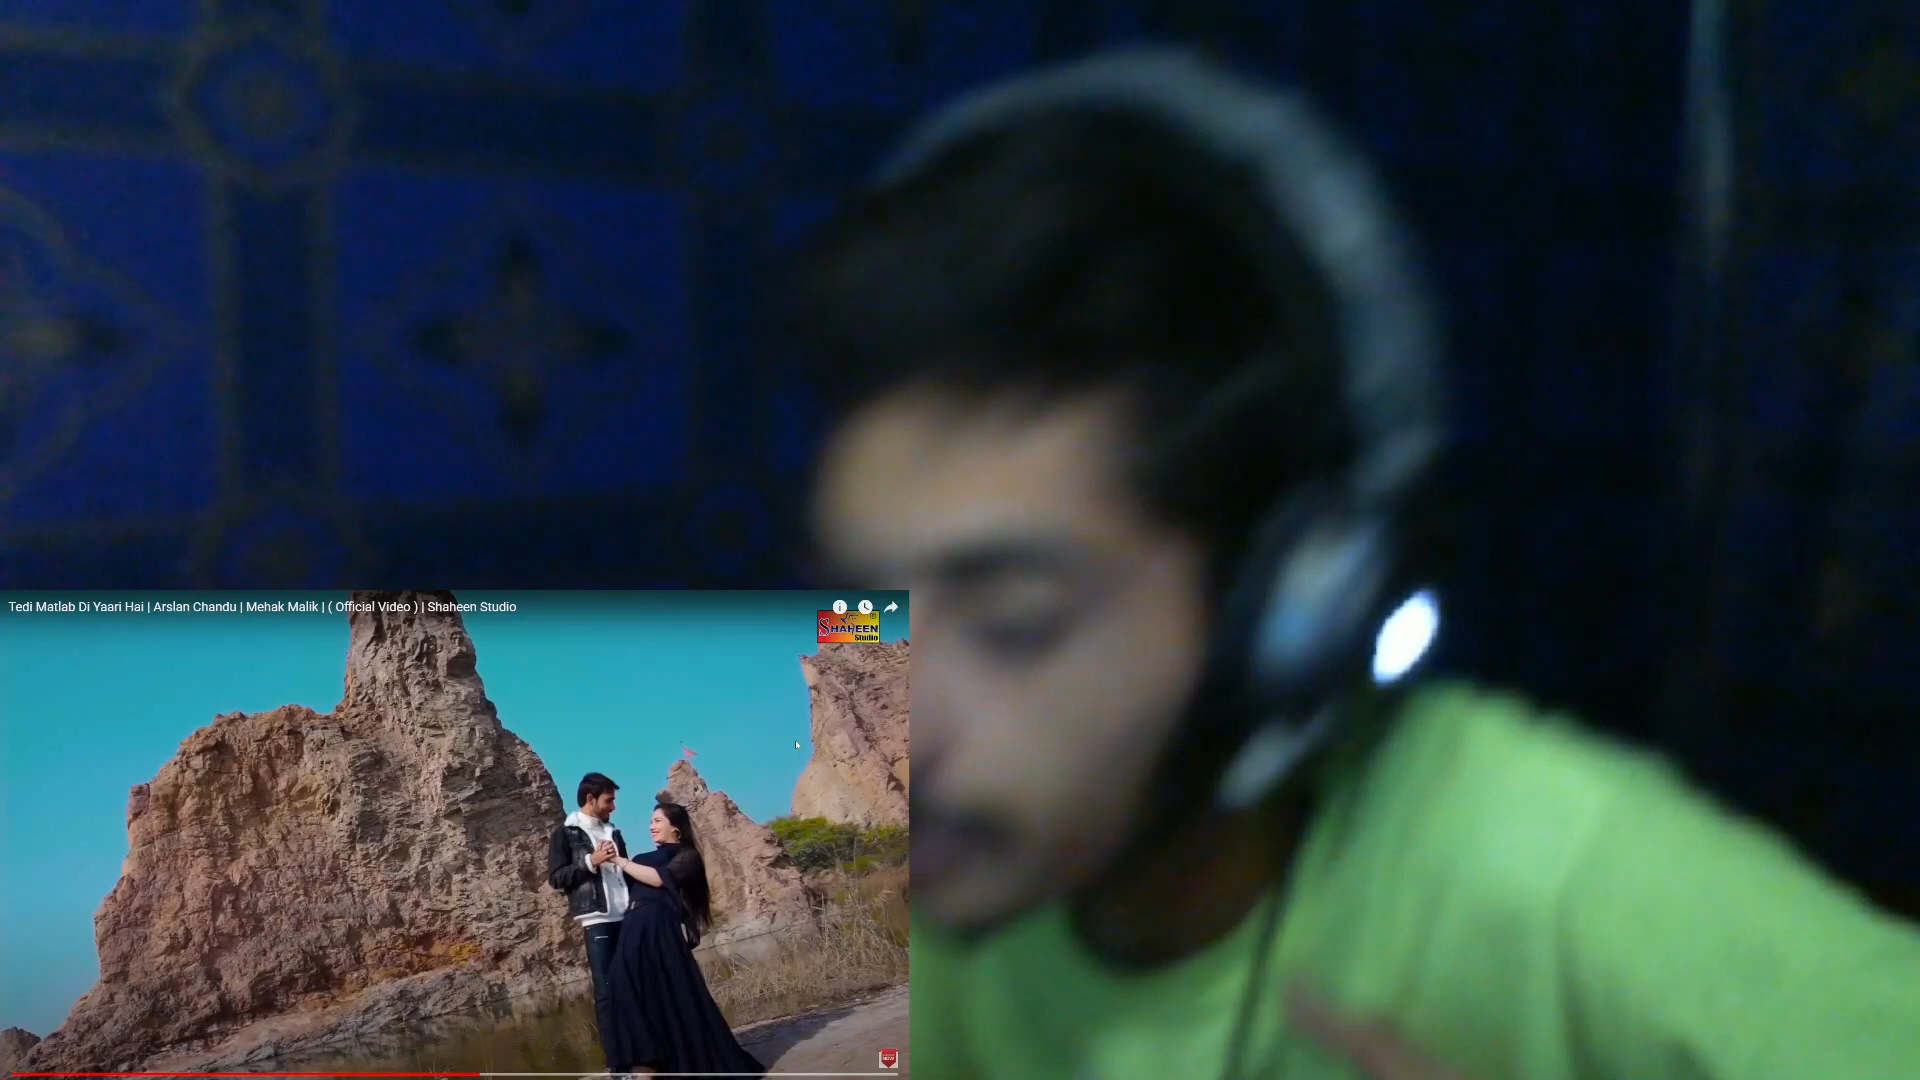 Tedi Matlab Di Yaari Hai | Arslan Chandu | Mehak Malik | ( Official Video ) | Shaheen Studio
SHAHEEN
Studio